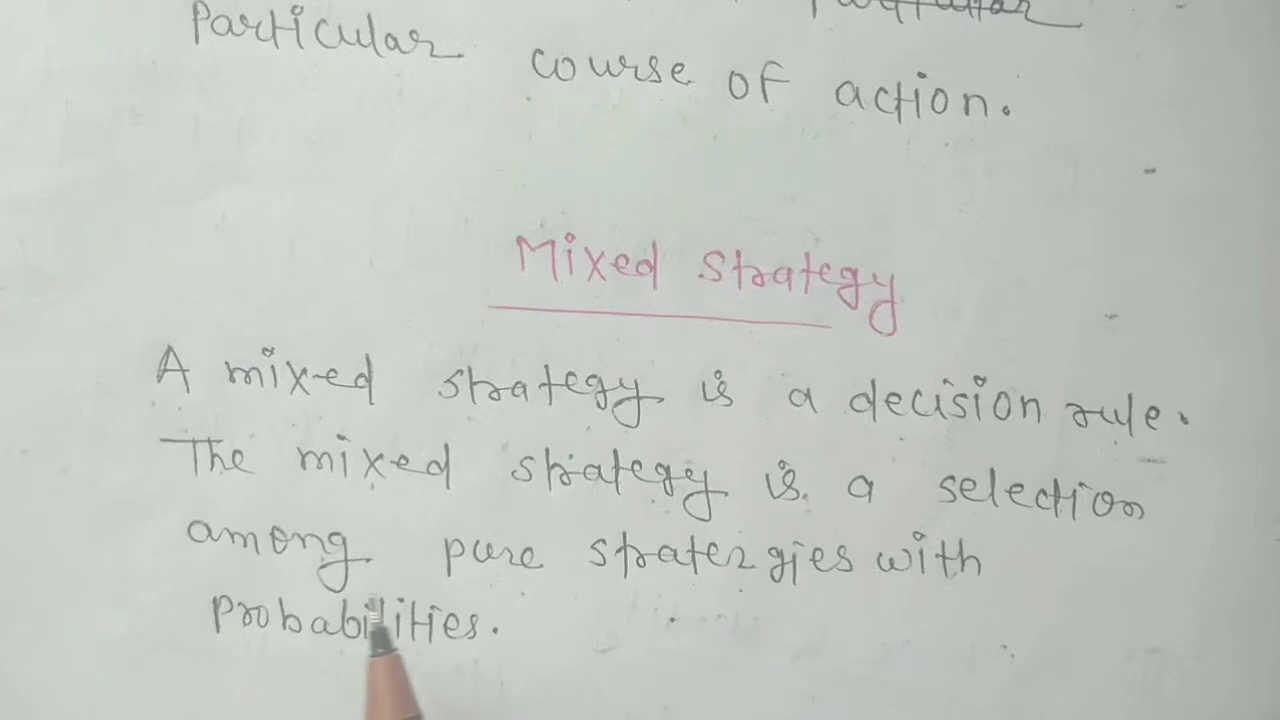 Particular course of action.
Mixed strategy
A mixed strategy is a decision rule.
The mixed strategy is a selection
among pure stratergies with
Probabilities.